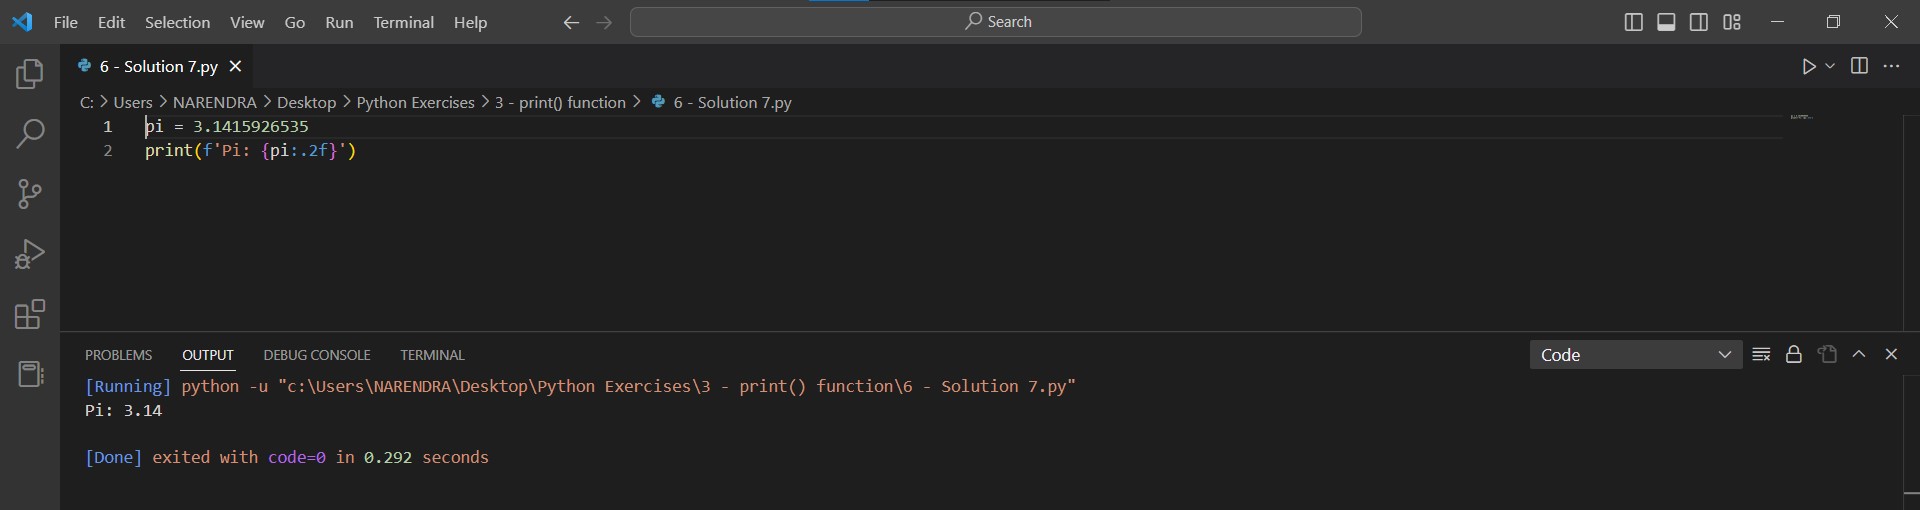 File Edit Selection View Go Run Terminal Help Search
6 - Solution 7.py
C: > Users > NARENDRA > Desktop > Python Exercises > 3 - print() function > 6 - Solution 7.py
1 pi = 3.1415926535
2 print(f'Pi: {pi:.2f}')
PROBLEMS OUTPUT DEBUG CONSOLE TERMINAL Code
[Running] python -u "c:\Users\NARENDRA\Desktop\Python Exercises\3 - print() function\6 - Solution 7.py"
Pi: 3.14
[Done] exited with code=0 in 0.292 seconds